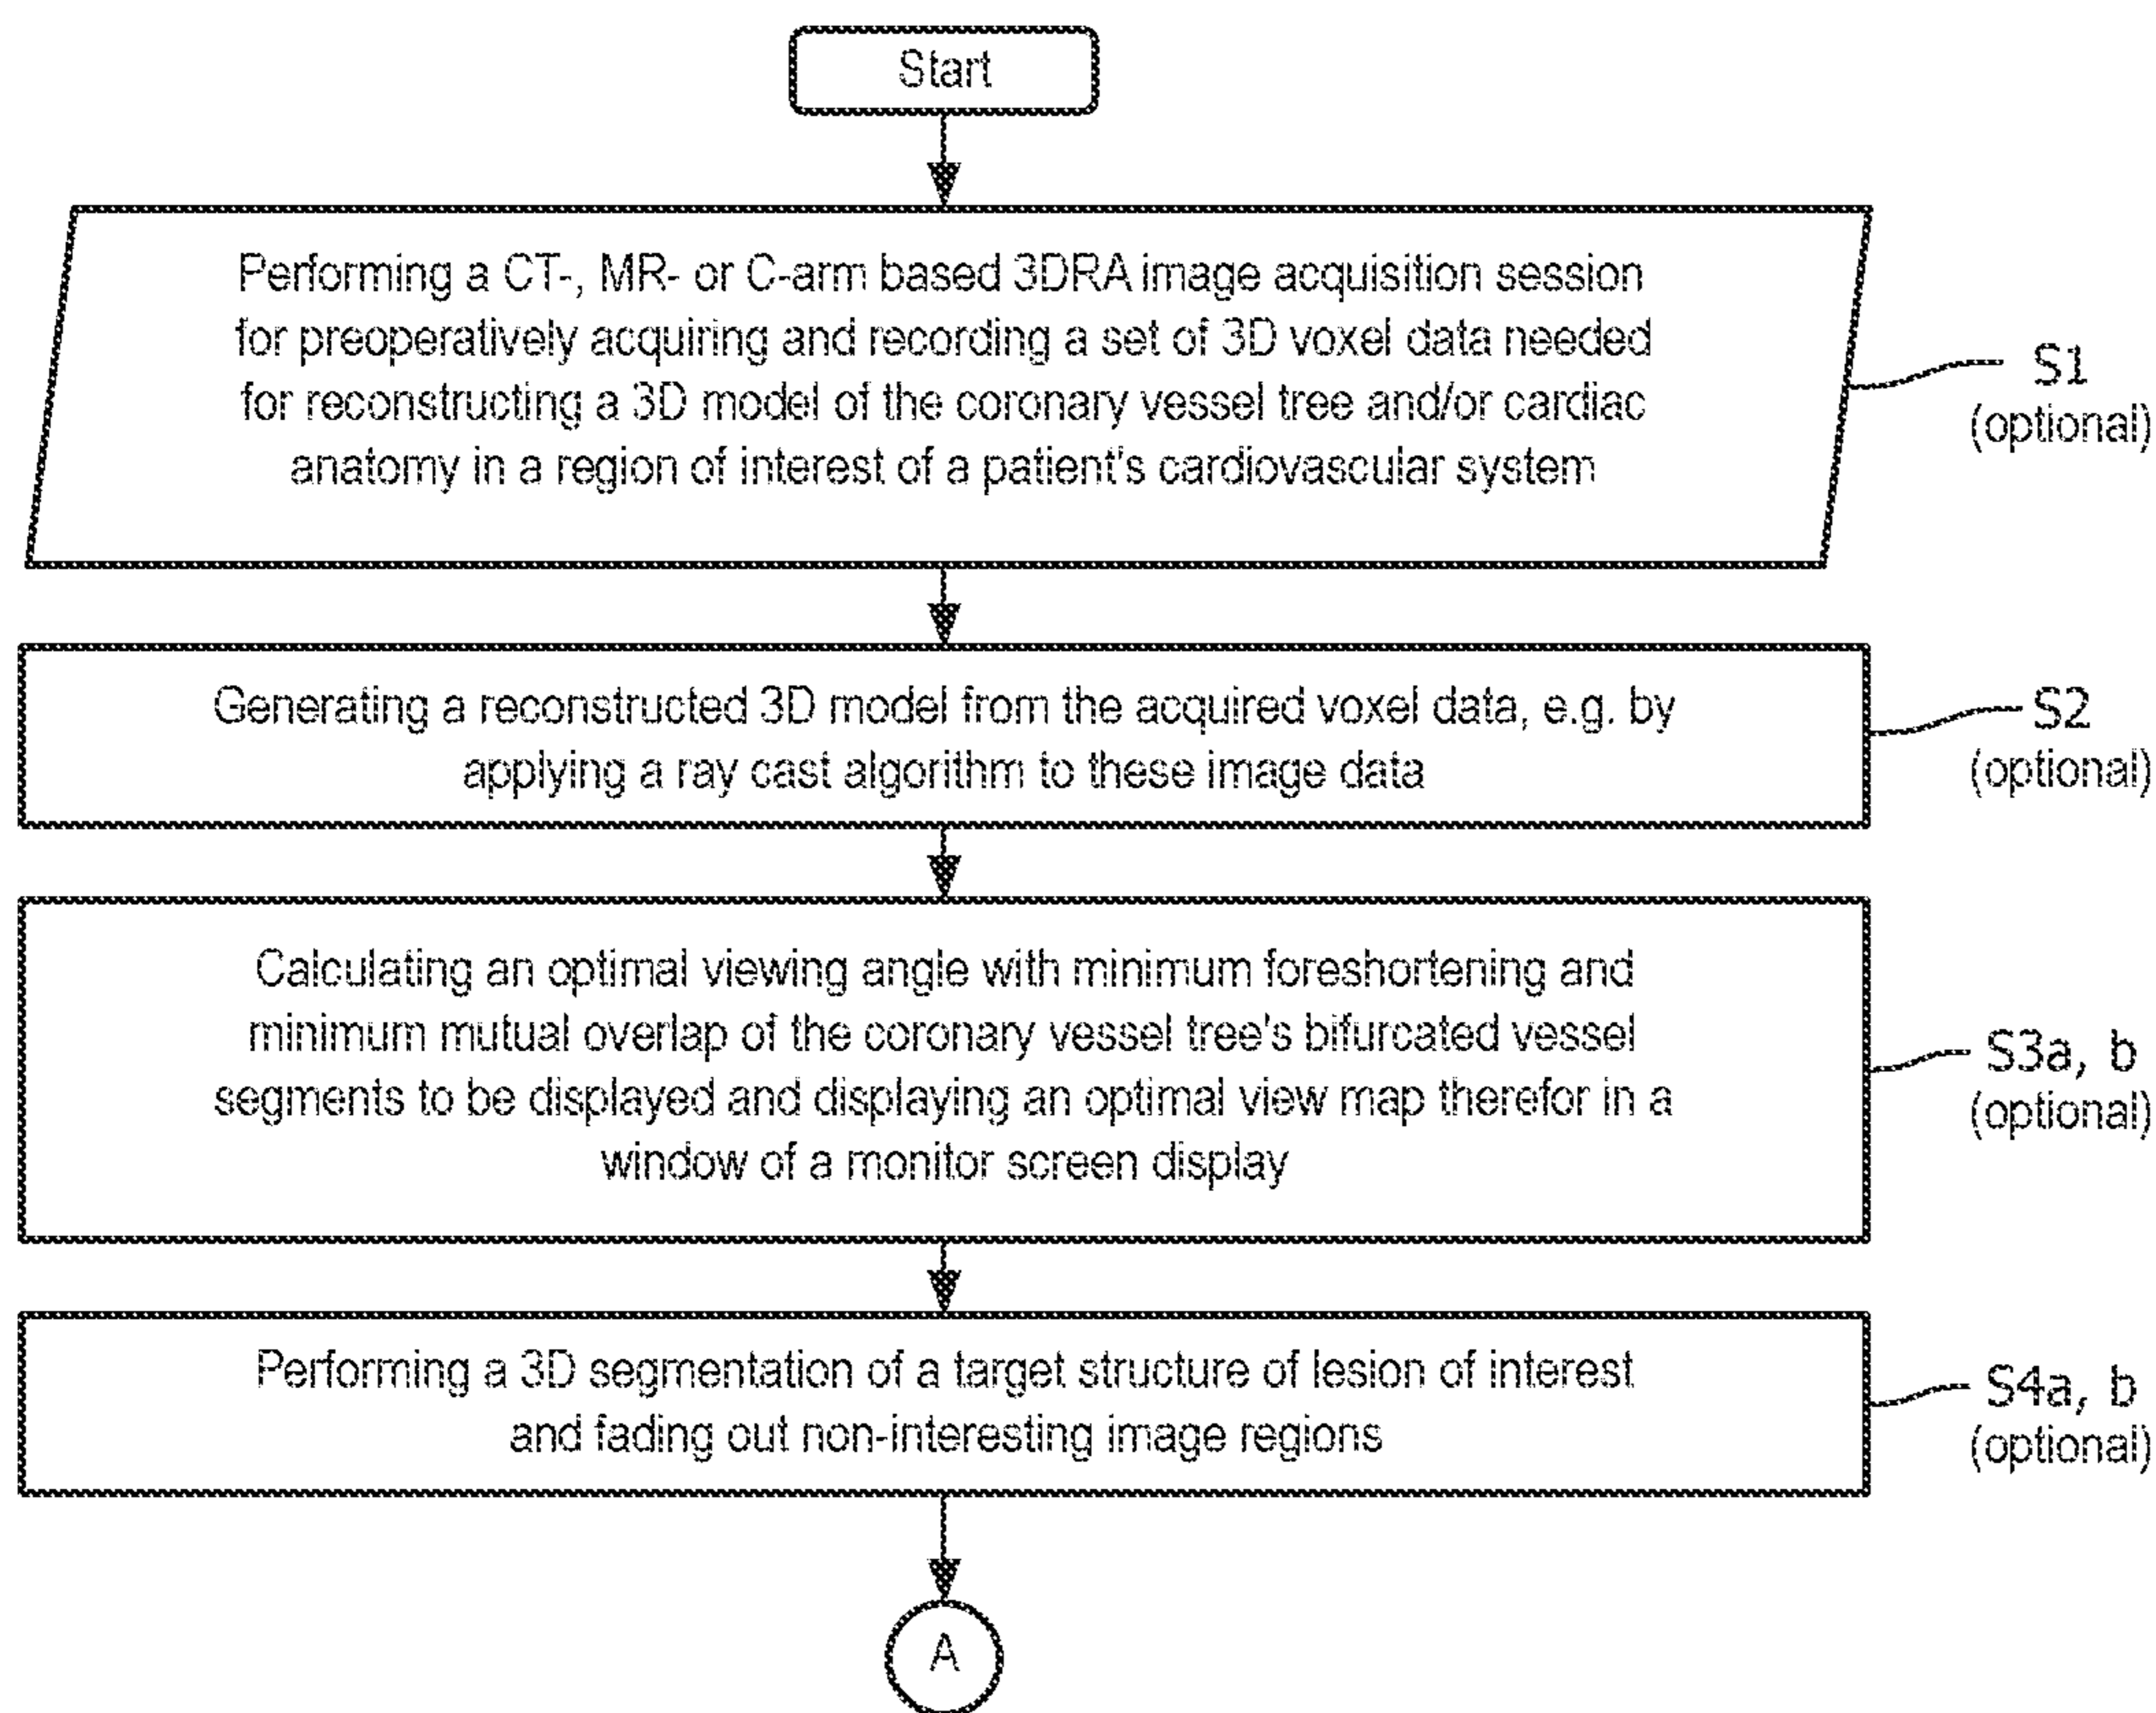 Start
Performing a CT-, MR- or C-arm based 3DRA image acquisition session
for preoperatively acquiring and recording a set of 3D voxel data needed
for reconstructing a 3D model of the coronary vessel tree and/or cardiac
anatomy in a region of interest of a patient's cardiovascular system
S1
(optional)
Generating a reconstructed 3D model from the acquired voxel data, e.g. by
applying a ray cast algorithm to these image data
S2
(optional)
Calculating an optimal viewing angle with minimum foreshortening and
minimum mutual overlap of the coronary vessel tree's bifurcated vessel
segments to be displayed and displaying an optimal view map therefor in a
window of a monitor screen display
S3a, b
(optional)
Performing a 3D segmentation of a target structure of lesion of interest
and fading out non-interesting image regions
S4a, b
(optional)
A